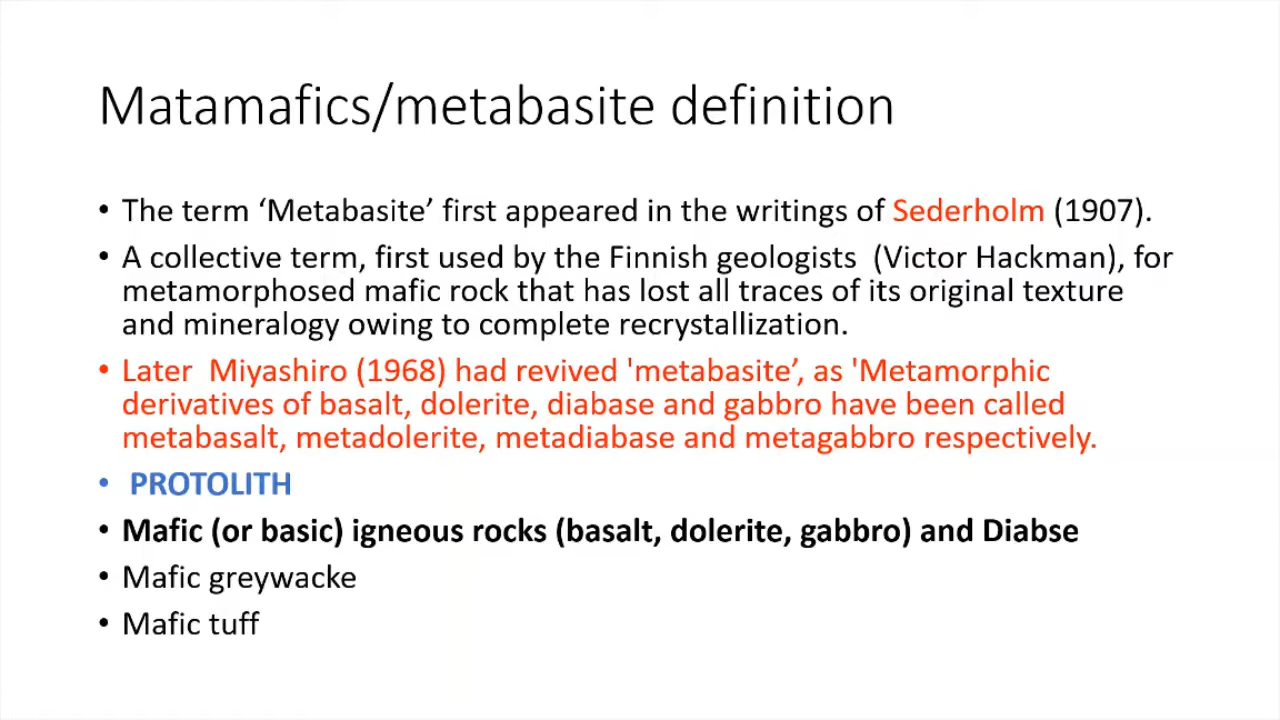 Matamafics/metabasite definition
• The term ‘Metabasite’ first appeared in the writings of Sederholm (1907).
• A collective term, first used by the Finnish geologists  (Victor Hackman), for
metamorphosed mafic rock that has lost all traces of its original texture
and mineralogy owing to complete recrystallization.
• Later  Miyashiro (1968) had revived 'metabasite’, as 'Metamorphic
derivatives of basalt, dolerite, diabase and gabbro have been called
metabasalt, metadolerite, metadiabase and metagabbro respectively.
• PROTOLITH
• Mafic (or basic) igneous rocks (basalt, dolerite, gabbro) and Diabse
• Mafic greywacke
• Mafic tuff